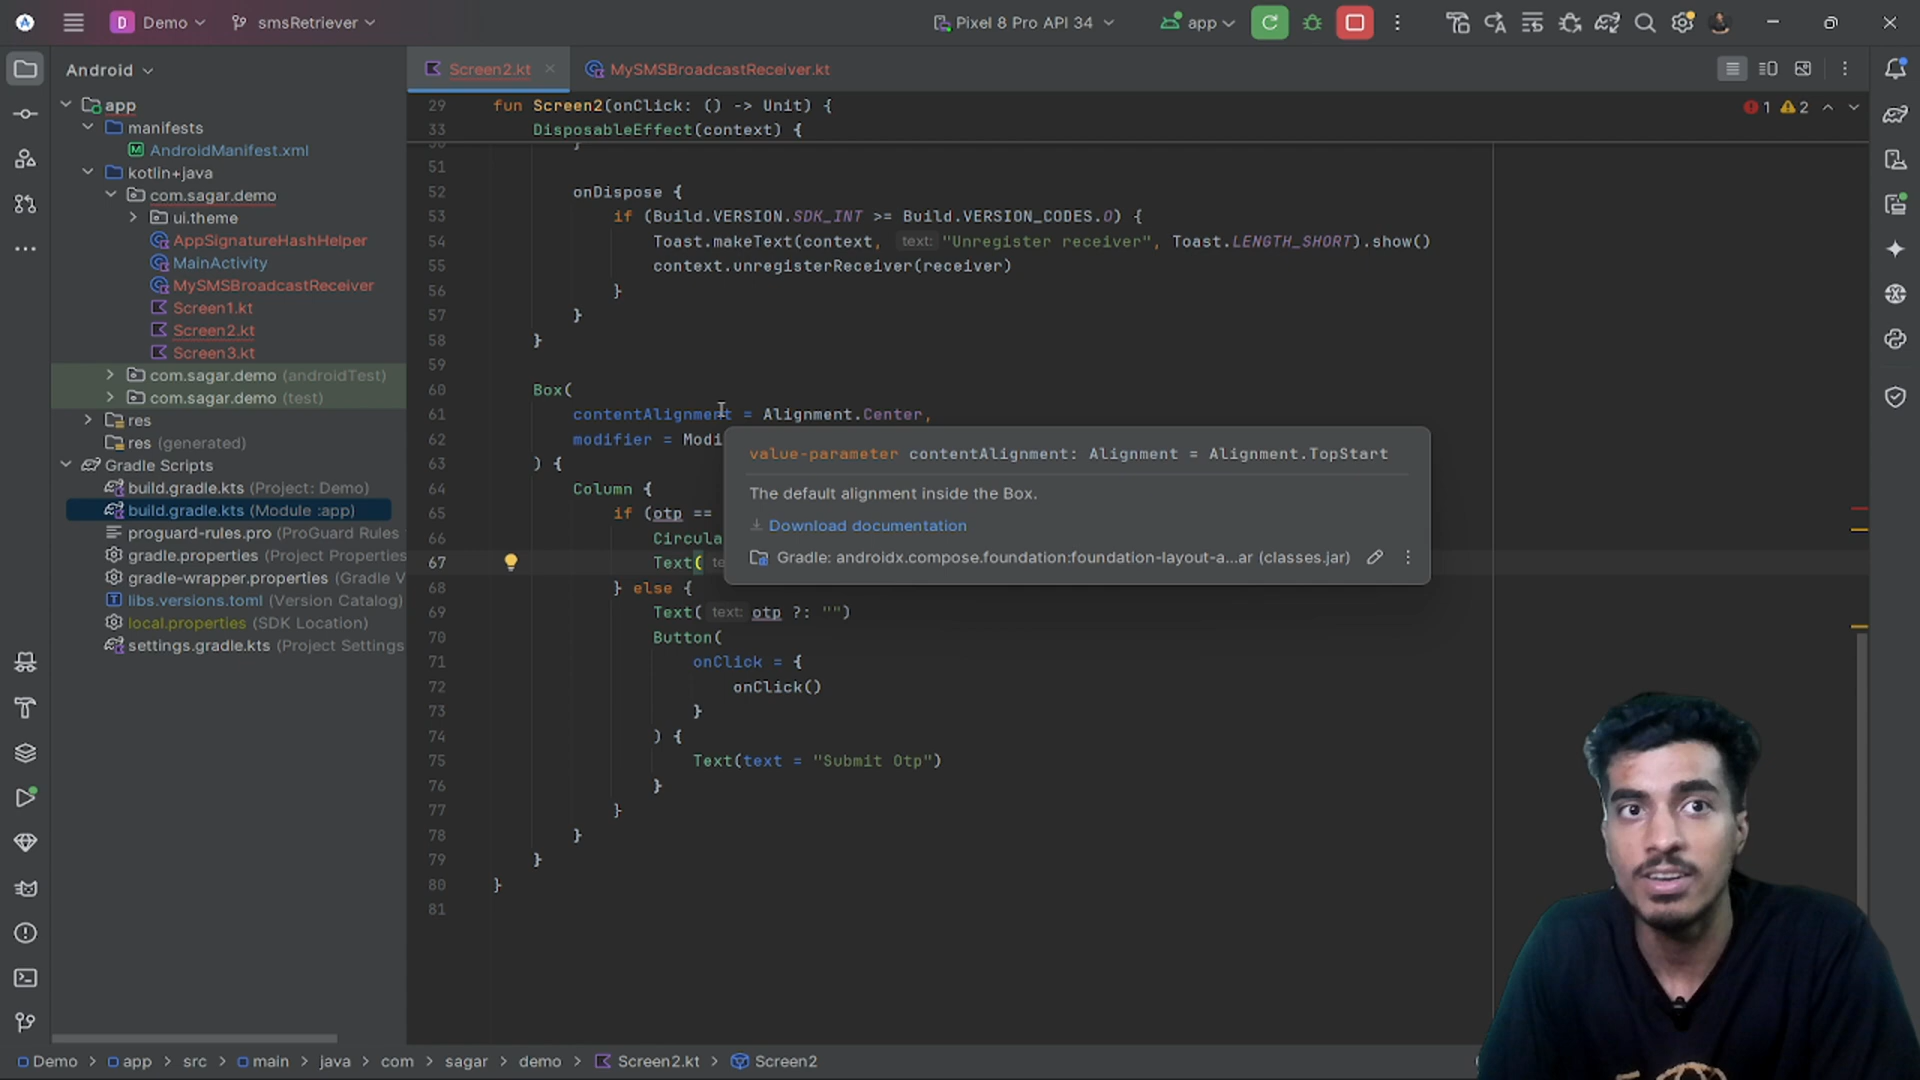 D Demo
smsRetriever
Pixel 8 Pro API 34
app
Android
app
manifests
AndroidManifest.xml
kotlin+java
com.sagar.demo
ui.theme
AppSignatureHashHelper
MainActivity
MySMSBroadcastReceiver
Screen1.kt
Screen2.kt
Screen3.kt
com.sagar.demo (androidTest)
com.sagar.demo (test)
res
res (generated)
Gradle Scripts
build.gradle.kts (Project: Demo)
build.gradle.kts (Module :app)
proguard-rules.pro (ProGuard Rules
gradle.properties (Project Properties
gradle-wrapper.properties (Gradle V
libs.versions.toml (Version Catalog)
local.properties (SDK Location)
settings.gradle.kts (Project Settings
Screen2.kt
MySMSBroadcastReceiver.kt
1 2
29 fun Screen2(onClick: () -> Unit) {
33 DisposableEffect(context) {
51
52 onDispose {
53 if (Build.VERSION.SDK_INT >= Build.VERSION_CODES.O) {
54 Toast.makeText(context, text: "Unregister receiver", Toast.LENGTH_SHORT).show()
55 context.unregisterReceiver(receiver)
56 }
57 }
58 }
59
60 Box(
61 contentAlignment = Alignment.Center,
62 modifier = Modi
63 ) {
64 Column {
65 if (otp ==
66 Circula
67 Text(
68 } else {
69 Text( text: otp ?: "")
70 Button(
71 onClick = {
72 onClick()
73 }
74 ) {
75 Text(text = "Submit Otp")
76 }
77 }
78 }
79 }
80 }
81
value-parameter contentAlignment: Alignment = Alignment.TopStart
The default alignment inside the Box.
Download documentation
Gradle: androidx.compose.foundation:foundation-layout-a...ar (classes.jar)
Demo > app > src > main > java > com > sagar > demo > Screen2.kt > Screen2